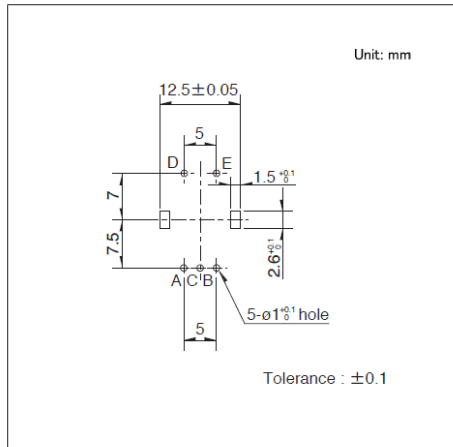 Unit: mm
12.5±0.05
5
D
E
1.5 +0.1 0
7
7.5
2.6 +0.1 0
A C B
5-ø1 +0.1 0 hole
5
Tolerance : ±0.1